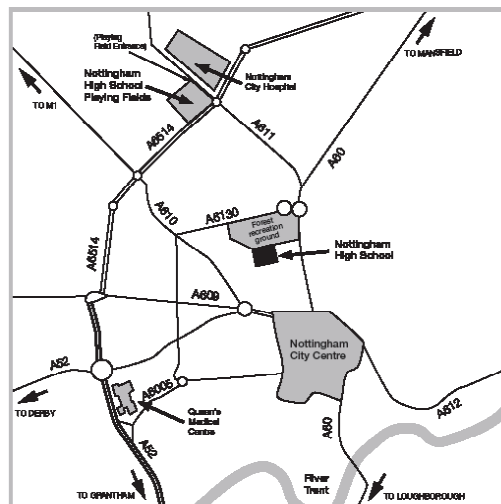 (Playing
Field Entrance)
Nottingham
High School
Playing Fields
Nottingham
City Hospital
TO MANSFIELD
TO M1
A6514
A611
A60
A610
A6130
Forest
recreation
ground
Nottingham
High School
A6514
A609
Nottingham
City Centre
A52
A6005
TO DERBY
Queen's
Medical
Centre
A52
A60
A612
TO GRANTHAM
River
Trent
TO LOUGHBOROUGH